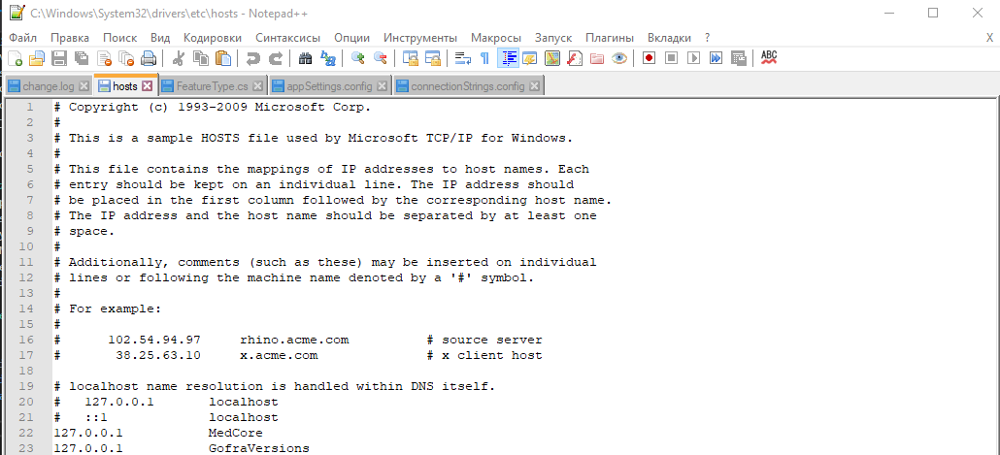 C:\Windows\System32\drivers\etc\hosts - Notepad++
Файл Правка Поиск Вид Кодировки Синтаксисы Опции Инструменты Макросы Запуск Плагины Вкладки ? X
ABC
change.log hosts FeatureType.cs appSettings.config connectionStrings.config
1 # Copyright (c) 1993-2009 Microsoft Corp.
2 #
3 # This is a sample HOSTS file used by Microsoft TCP/IP for Windows.
4 #
5 # This file contains the mappings of IP addresses to host names. Each
6 # entry should be kept on an individual line. The IP address should
7 # be placed in the first column followed by the corresponding host name.
8 # The IP address and the host name should be separated by at least one
9 # space.
10 #
11 # Additionally, comments (such as these) may be inserted on individual
12 # lines or following the machine name denoted by a '#' symbol.
13 #
14 # For example:
15 #
16 # 102.54.94.97 rhino.acme.com # source server
17 # 38.25.63.10 x.acme.com # x client host
18
19 # localhost name resolution is handled within DNS itself.
20 # 127.0.0.1 localhost
21 # ::1 localhost
22 127.0.0.1 MedCore
23 127.0.0.1 GofraVersions